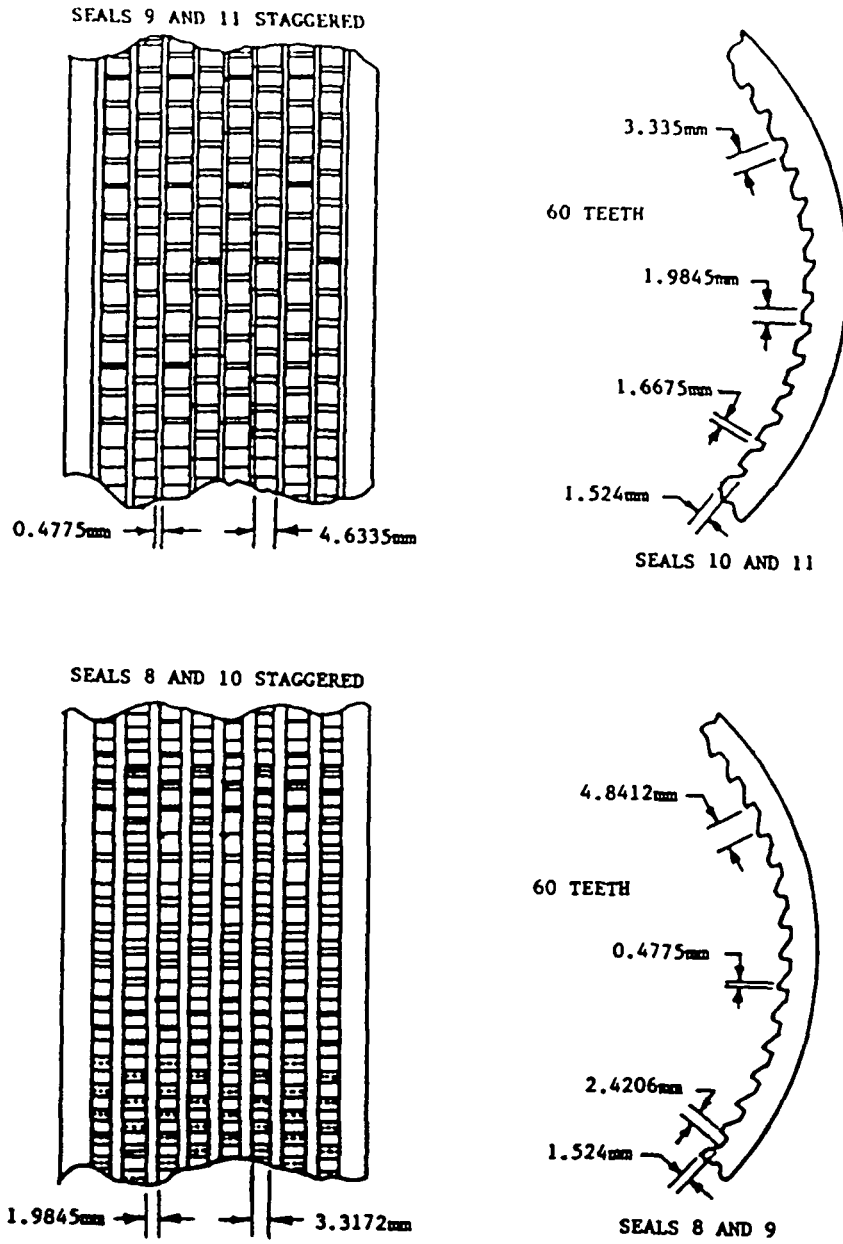 SEALS 9 AND 11 STAGGERED
0.4775mm
4.6335mm
3.335mm
60 TEETH
1.9845mm
1.6675mm
1.524mm
SEALS 10 AND 11
SEALS 8 AND 10 STAGGERED
1.9845mm
3.3172mm
4.8412mm
60 TEETH
0.4775mm
2.4206mm
1.524mm
SEALS 8 AND 9